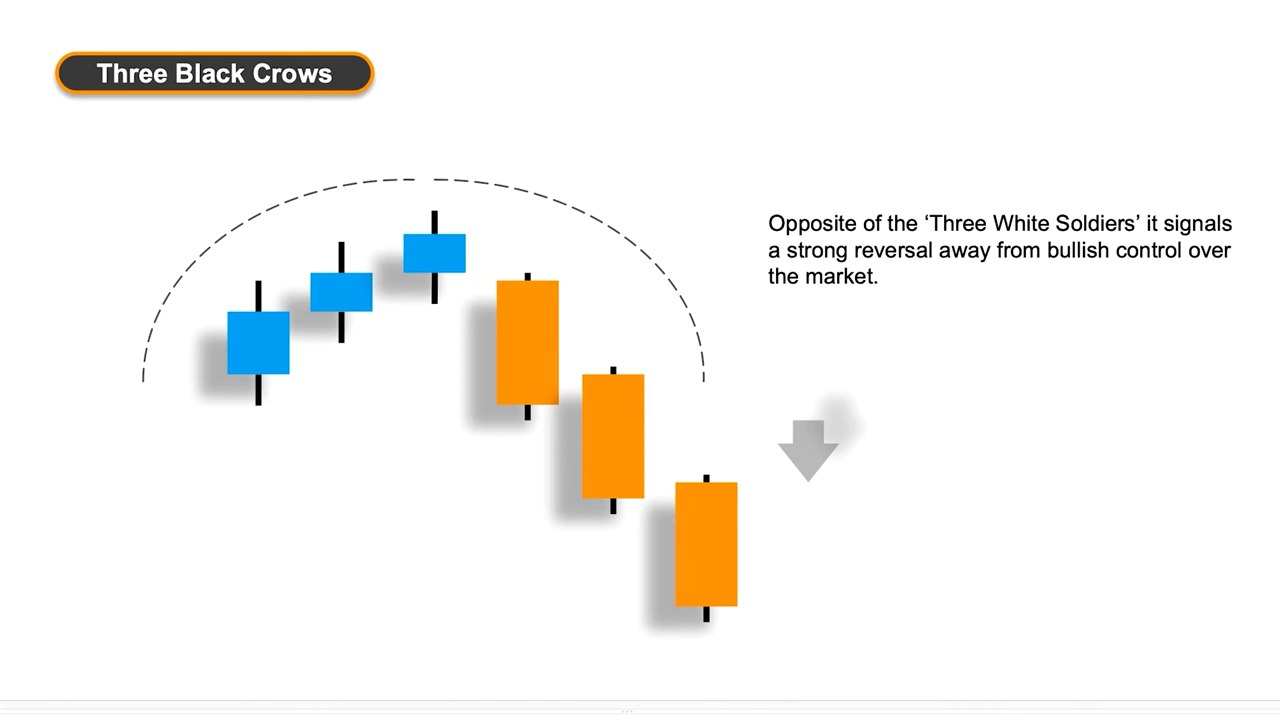 Three Black Crows
Opposite of the ‘Three White Soldiers’ it signals
a strong reversal away from bullish control over
the market.